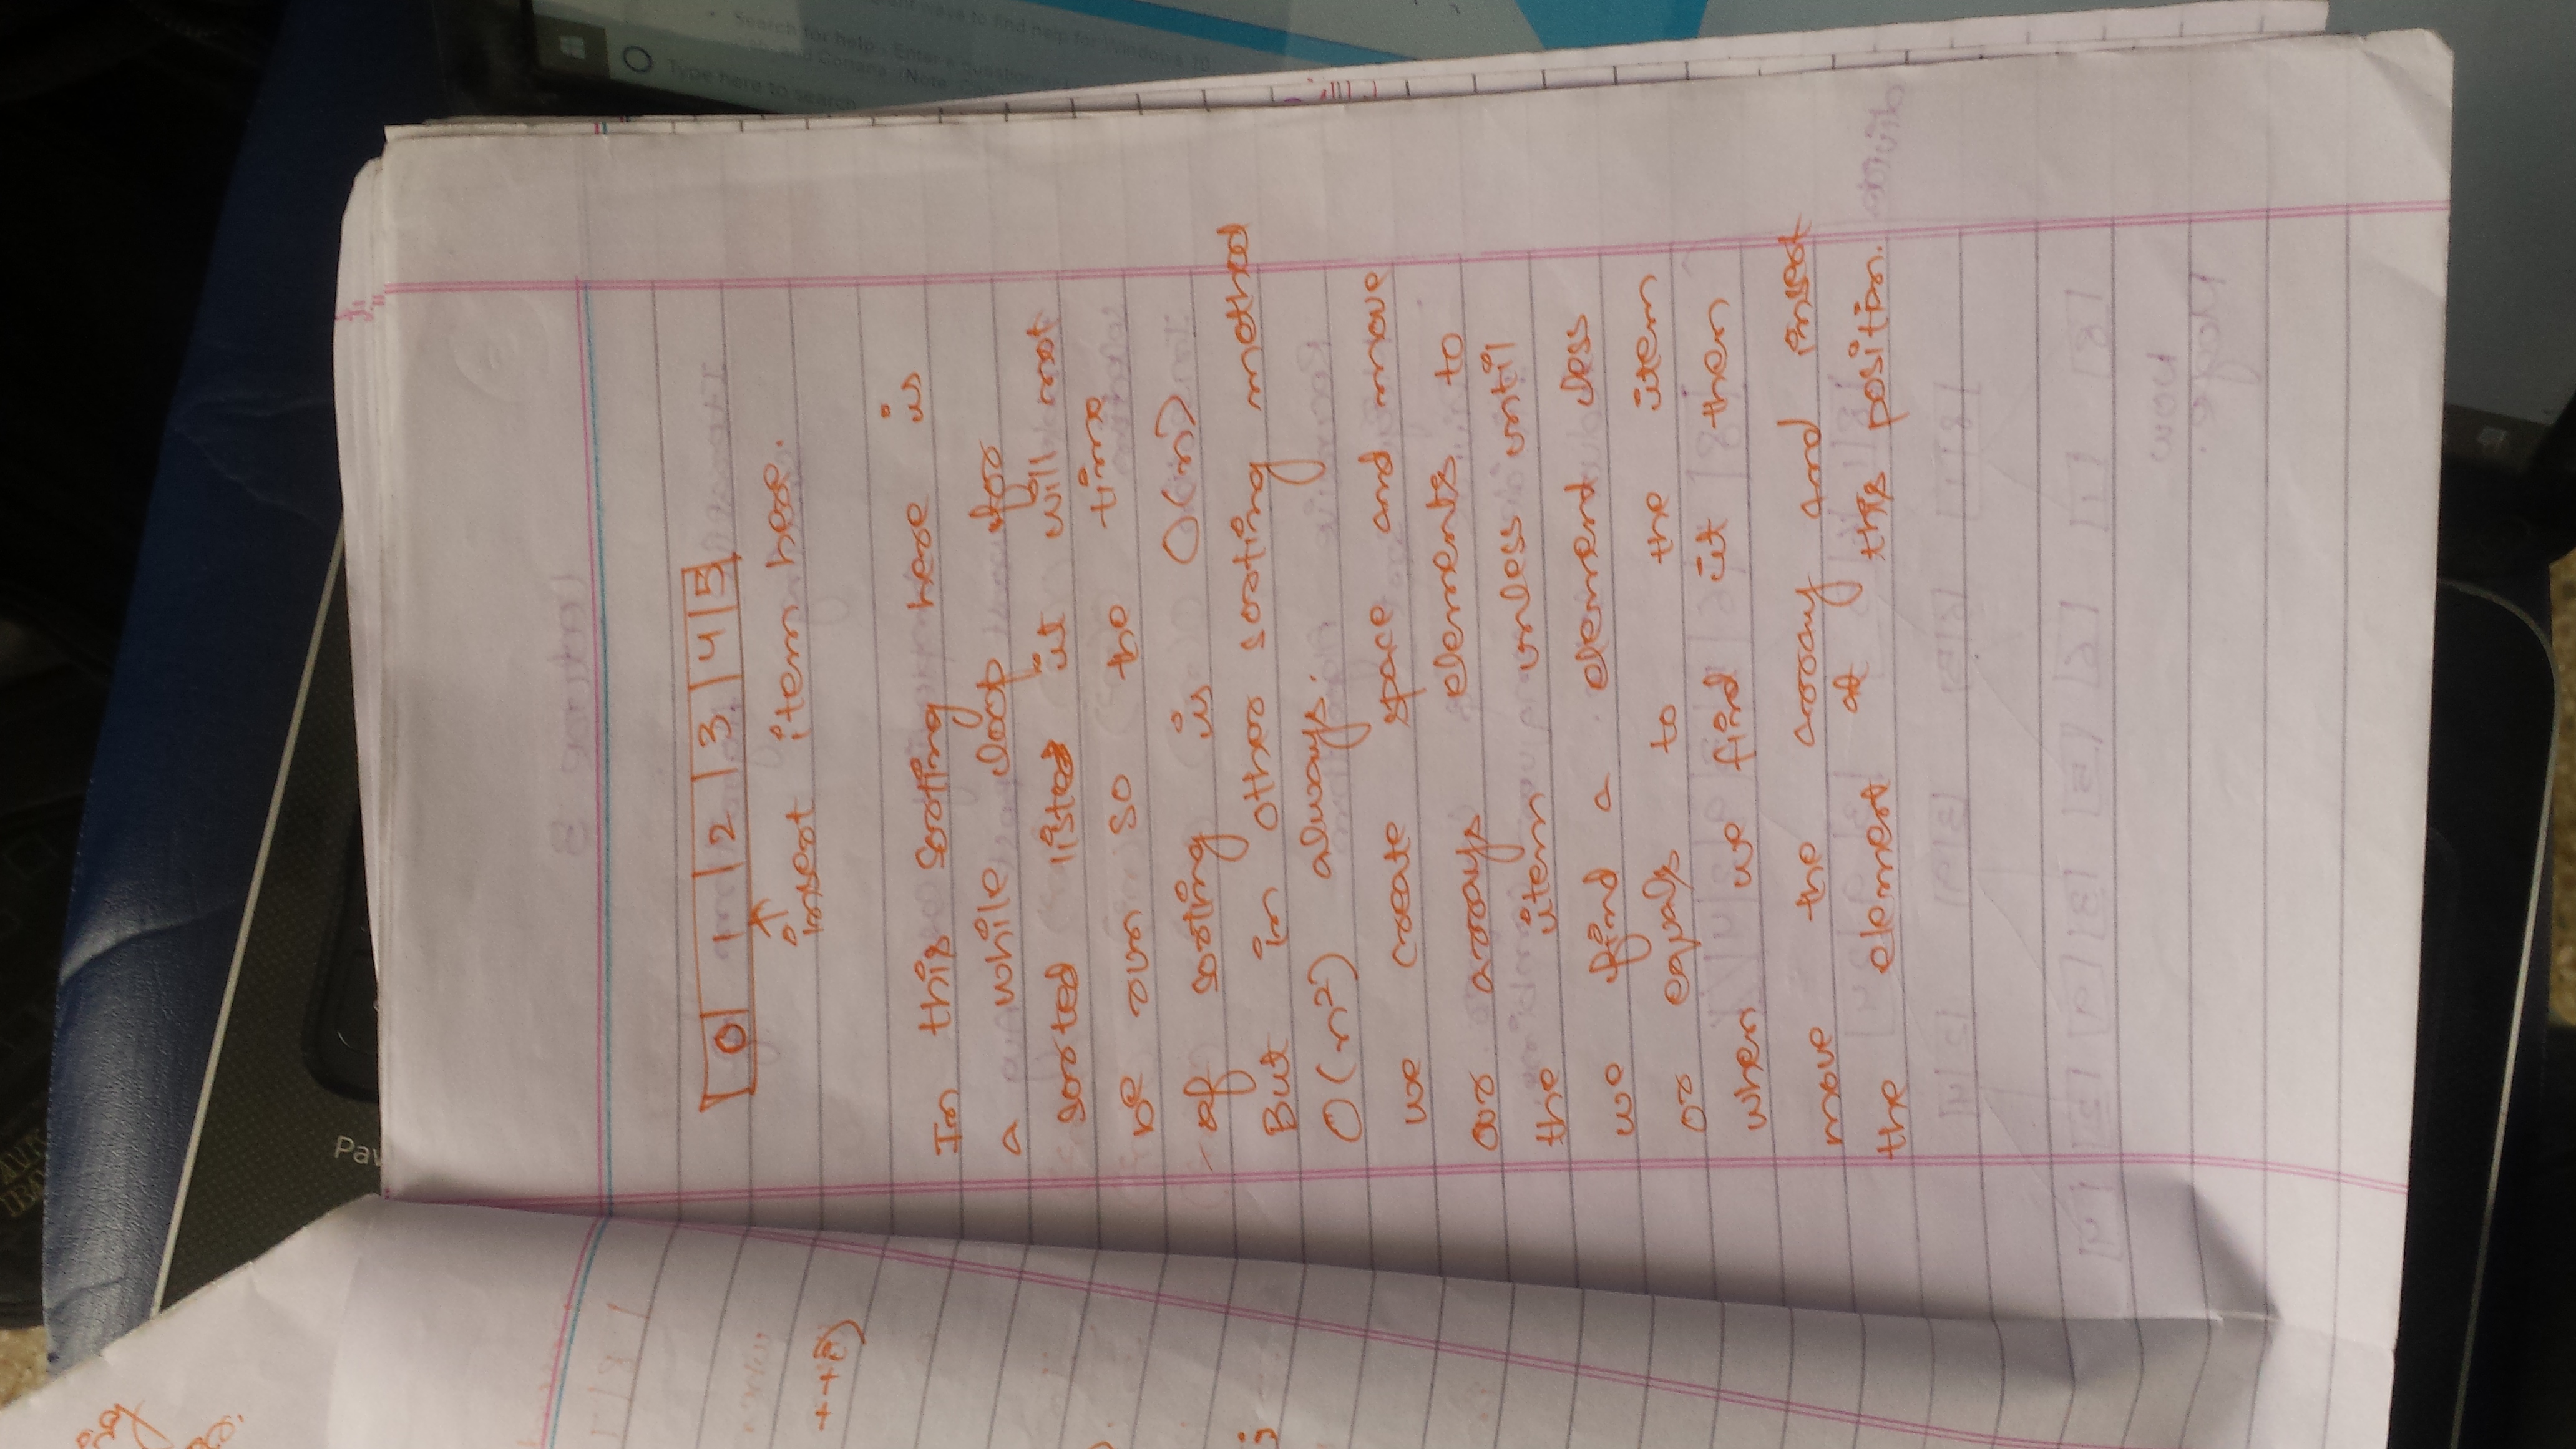 0 1 2 3 4 5
insert item here.
In this sorting here is
a while loop for
sorted list it will not
be run so the time
of sorting is O(n)
But in other sorting method
O(n²) always.
we create space and move
our arrays elements to
the item unless until
we find a element less
or equals to the item
when we find it then
move the array and insert
the element at this position.
++i)
;
Pav